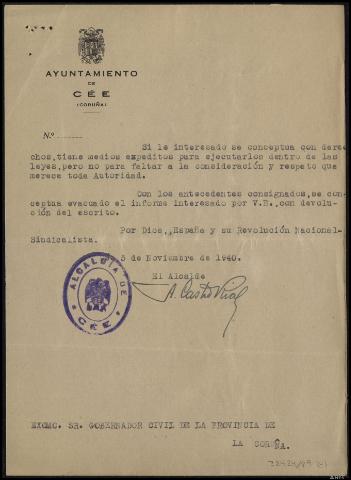 AYUNTAMIENTO
DE
CÉE
(CORUÑA)
N.º
Si le interesado se conceptua con dere
chos,tiene medios expeditos para ejecutarlos dentro de las
leyes,pero no para faltar a la consideración y respeto que
merece toda Autoridad.
Con los antecedentes consignados,se con-
ceptua evacuado el informe interesado por V.E.,con devolu-
ción del escrito.
Por Dios,,España y su Revolución Nacional-
Sindicalista.
5 de Noviembre de 1940.
El Alcalde
ALCALDIA DE
CÉE
A. Castro
EXCMO. SR. GOBERNADOR CIVIL DE LA PROVINCIA DE
LA CORUÑA.